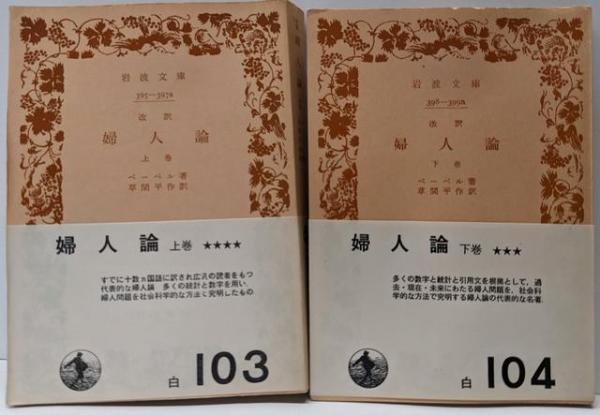 岩波文庫
395—397a
改訳
婦人論
上巻
ベーベル著
草間平作訳
婦人論 上巻 ★★★★
すでに十数ヵ国語に訳され広汎の読者をもつ
代表的な婦人論 多くの統計と数字を用い
婦人問題を社会科学的な方法で究明したもの
白 103
岩波文庫
398—399a
改訳
婦人論
下巻
ベーベル著
草間平作訳
婦人論 下巻 ★★★
多くの数字と統計と引用文を根拠として、過
去・現在・未来にわたる婦人問題を、社会科
学的な方法で究明する婦人論の代表的な名著
白 104